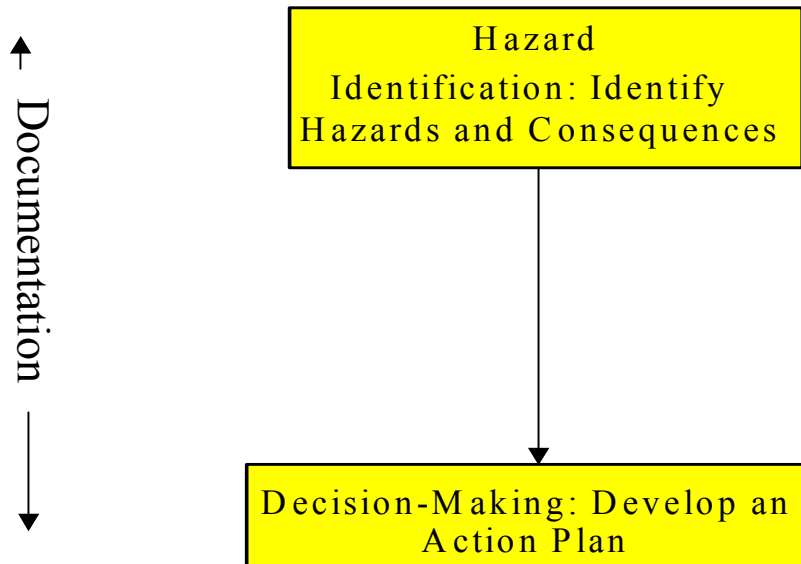 Documentation
Hazard
Identification: Identify
Hazards and Consequences
Decision-Making: Develop an
Action Plan